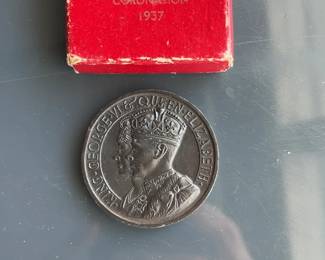 CORONATION
1937
KING·GEORGE·VI·&·QUEEN·ELIZABETH·